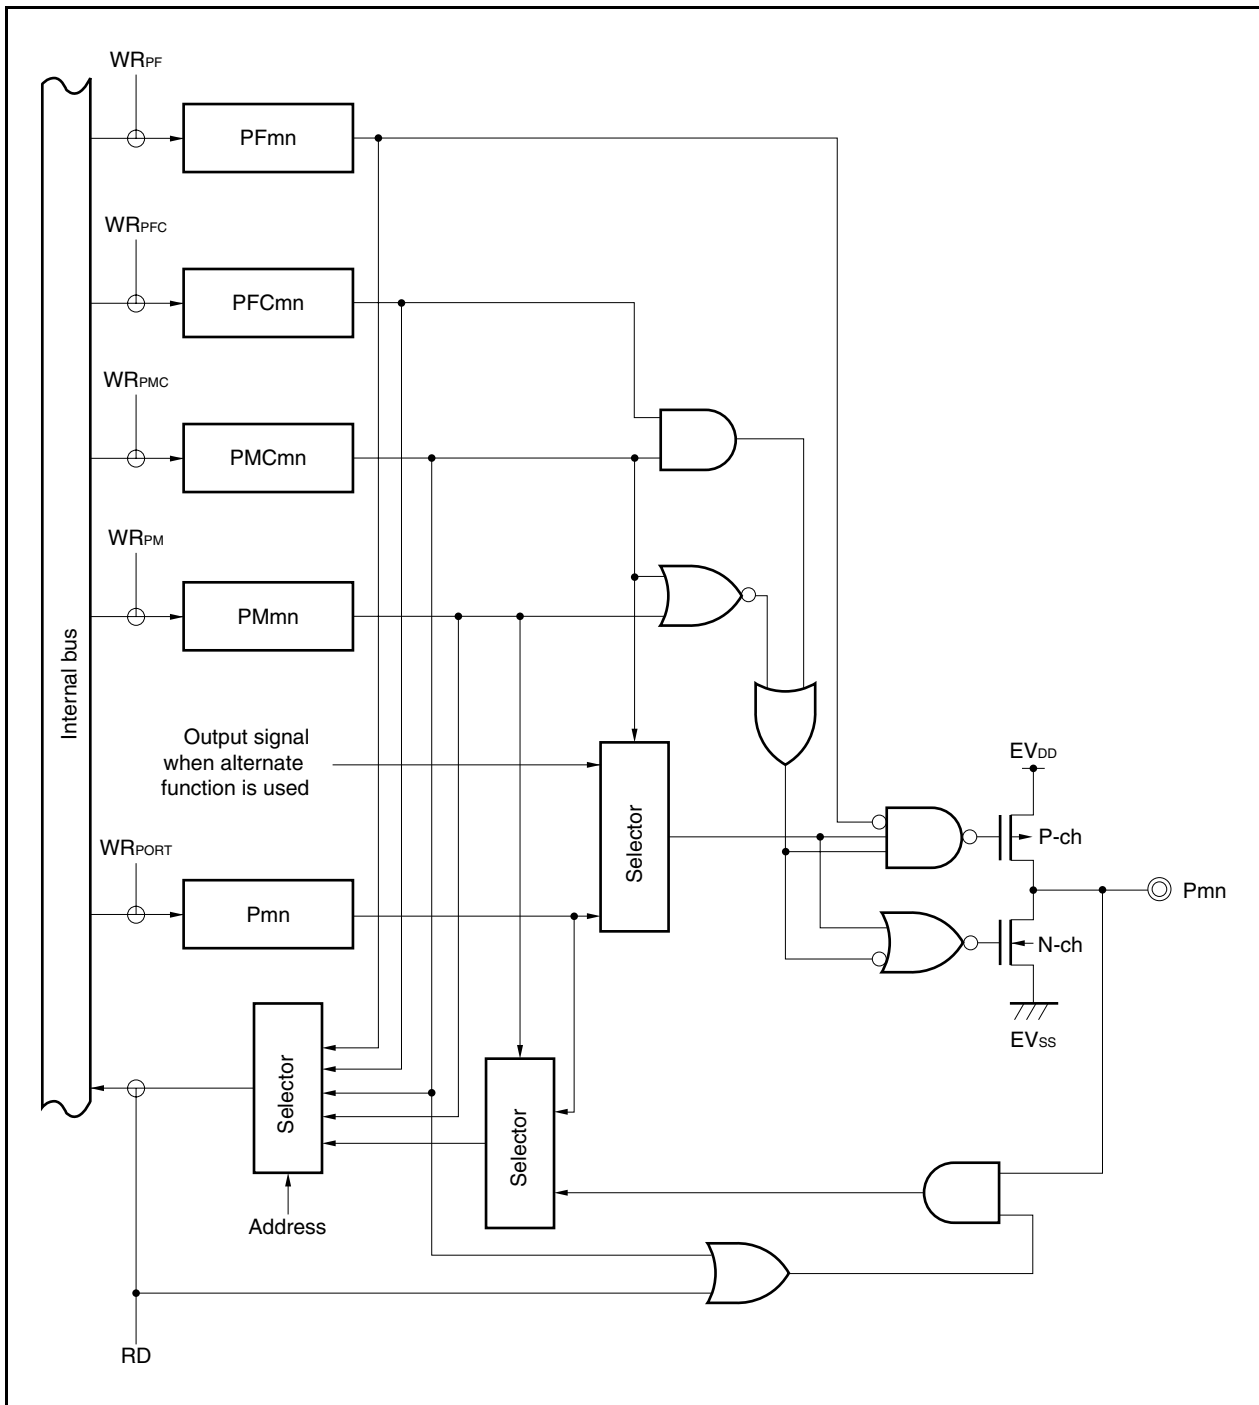 WRPF
PFmn
WRPFC
PFCmn
WRPMC
PMCmn
WRPM
PMmn
Internal bus
Output signal
when alternate
function is used
Selector
EVDD
P-ch
WRPORT
Pmn
Pmn
N-ch
EVSS
Selector
Selector
Address
RD